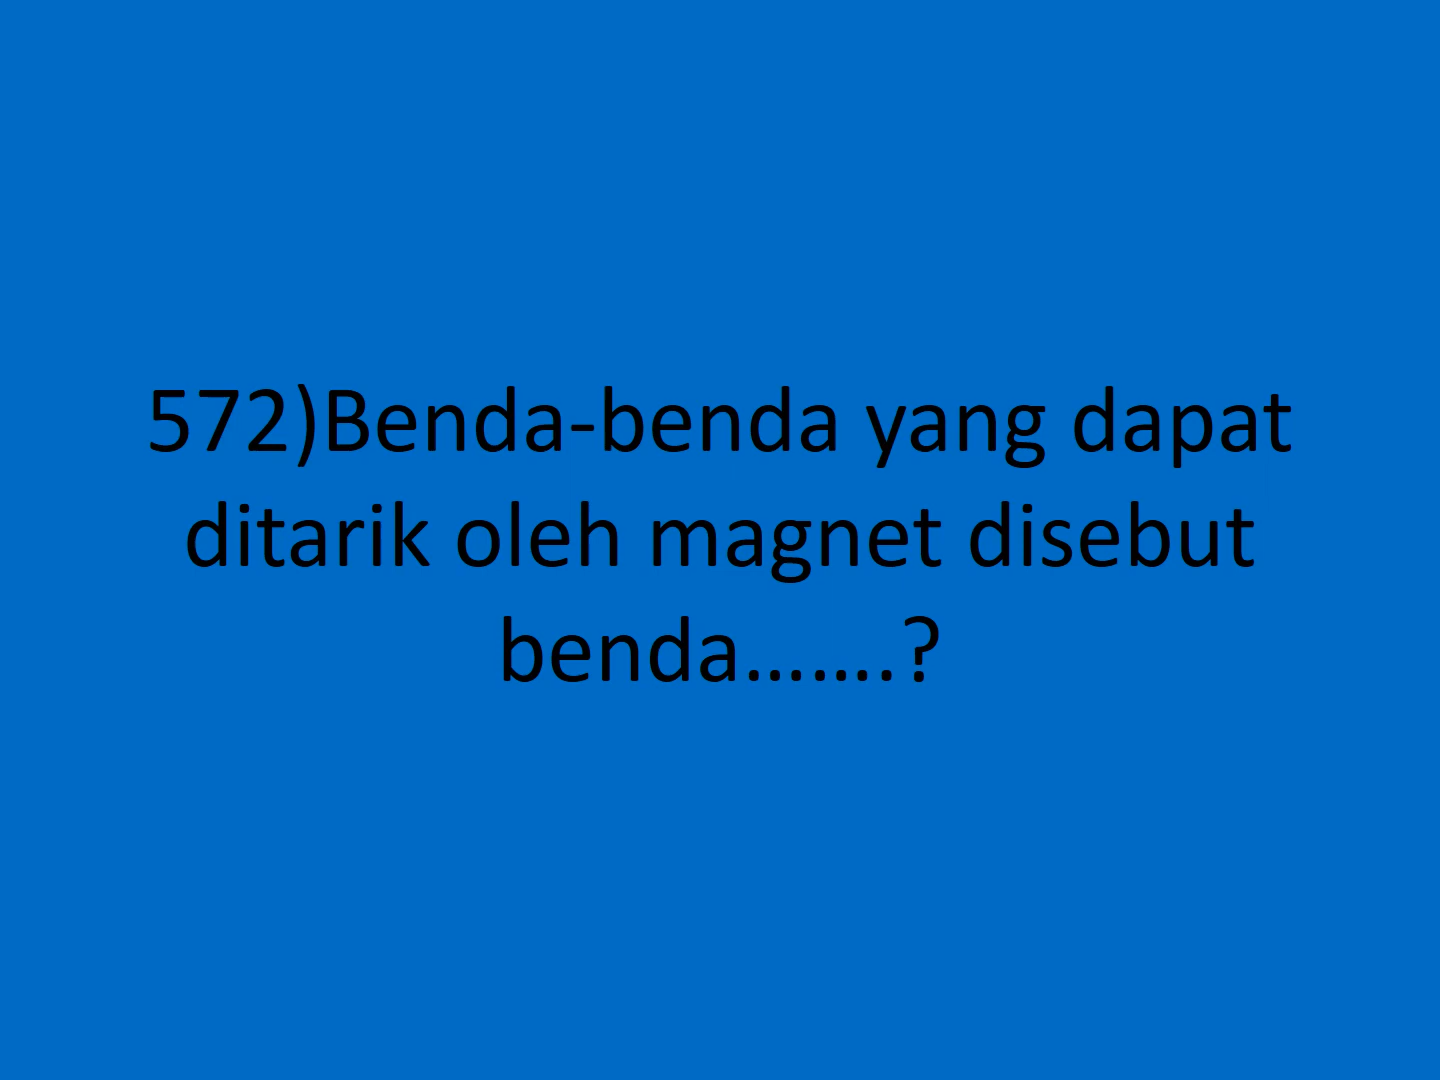 572)Benda-benda yang dapat
ditarik oleh magnet disebut
benda…….?